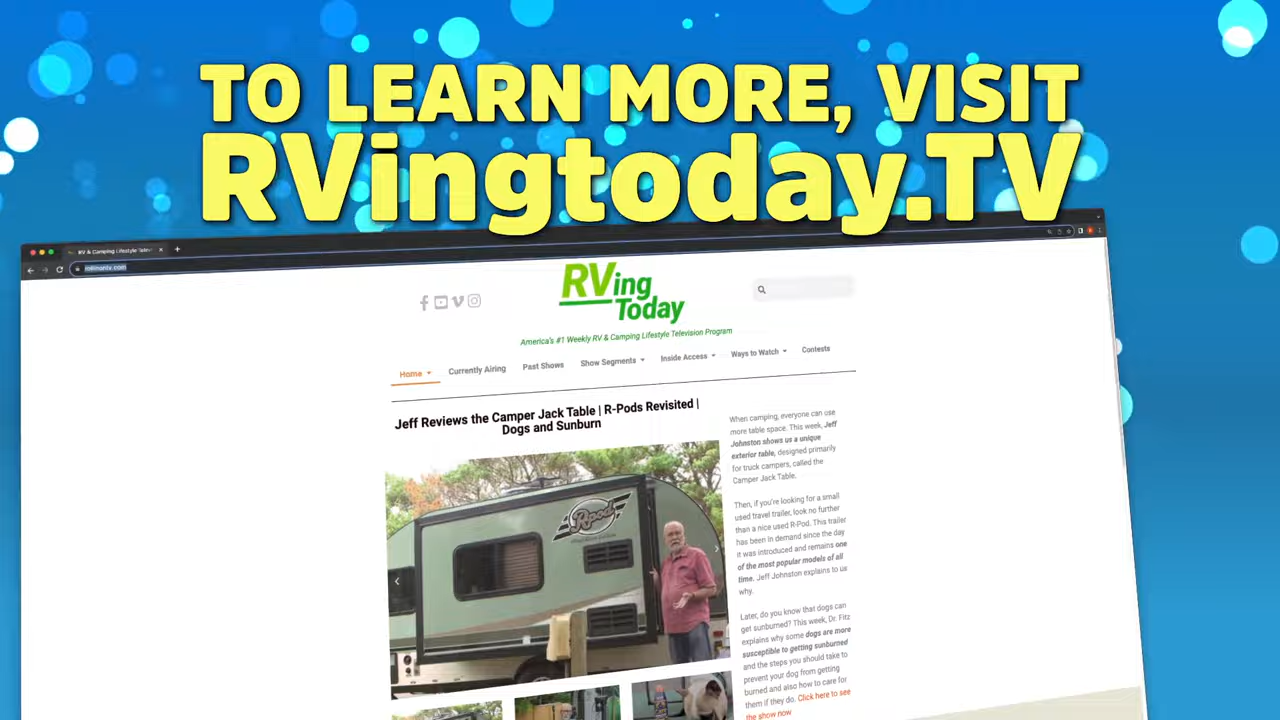 TO LEARN MORE, VISIT
RVingtoday.TV
RV & Camping Lifestyle Televi
rollinontv.com
RVing
Today
America's #1 Weekly RV & Camping Lifestyle Television Program
Home
Currently Airing
Past Shows
Show Segments
Inside Access
Ways to Watch
Contests
Jeff Reviews the Camper Jack Table | R-Pods Revisited |
Dogs and Sunburn
R-Pod
When camping, everyone can use
more table space. This week, Jeff
Johnston shows us a unique
exterior table, designed primarily
for truck campers, called the
Camper Jack Table.
Then, if you're looking for a small
used travel trailer, look no further
than a nice used R-Pod. This trailer
has been in demand since the day
it was introduced and remains one
of the most popular models of all
time. Jeff Johnston explains to us
why.
Later, do you know that dogs can
get sunburned? This week, Dr. Fitz
explains why some dogs are more
susceptible to getting sunburned
and the steps you should take to
prevent your dog from getting
burned and also how to care for
them if they do. Click here to see
the show now